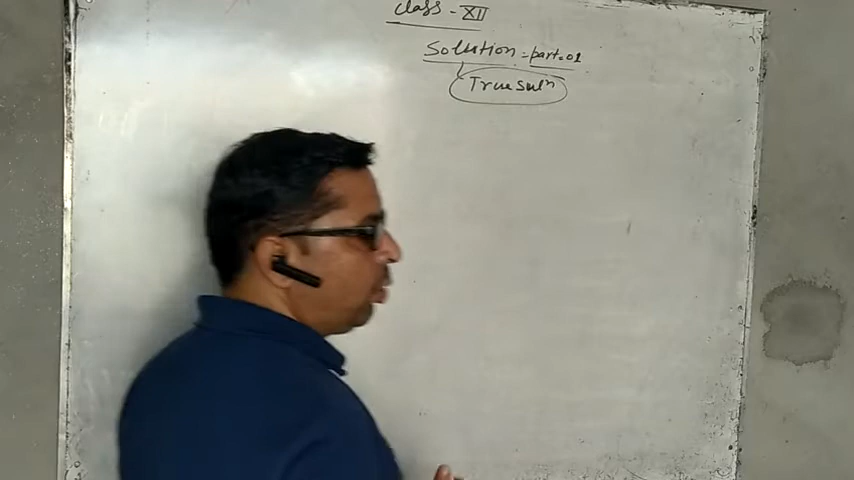 Class - XII
Solution - part-01
True Soln